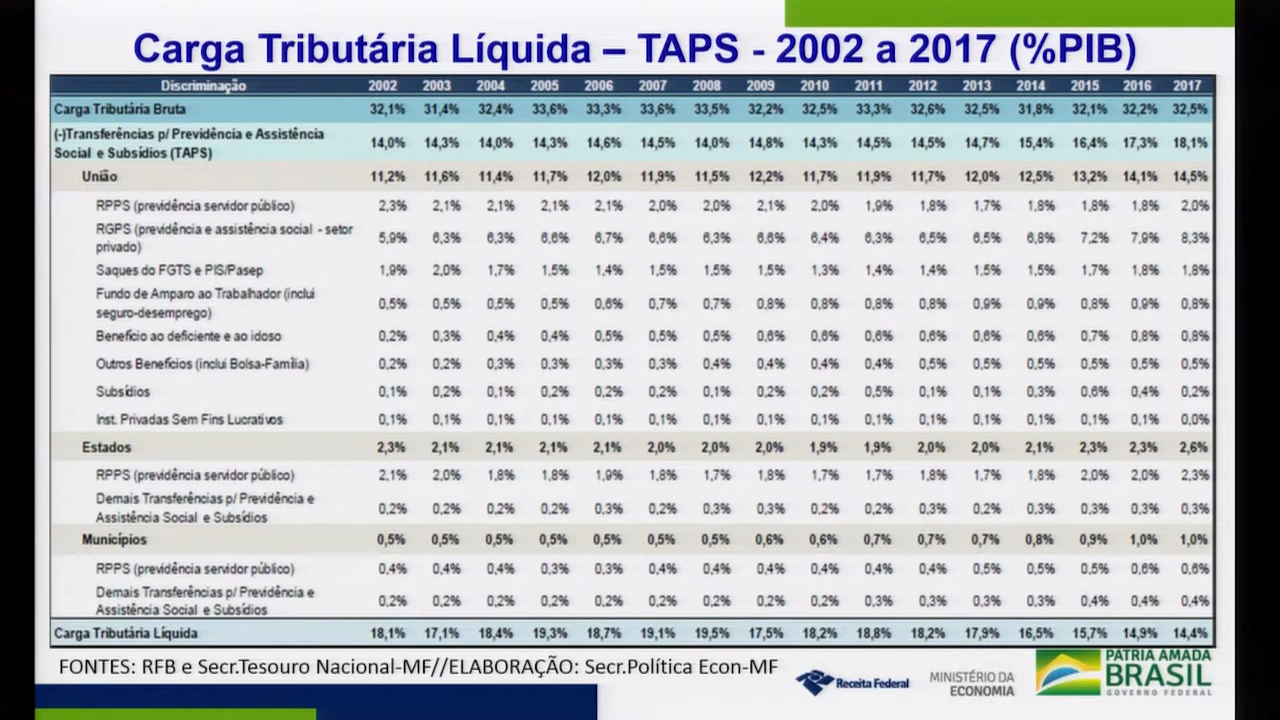 Carga Tributária Líquida – TAPS - 2002 a 2017 (%PIB)
Discriminação 2002 2003 2004 2005 2006 2007 2008 2009 2010 2011 2012 2013 2014 2015 2016 2017
Carga Tributária Bruta 32,1% 31,4% 32,4% 33,6% 33,3% 33,6% 33,5% 32,2% 32,5% 33,3% 32,6% 32,5% 31,8% 32,1% 32,2% 32,5%
(-)Transferências p/ Previdência e Assistência
Social e Subsídios (TAPS) 14,0% 14,3% 14,0% 14,3% 14,6% 14,5% 14,0% 14,8% 14,3% 14,5% 14,5% 14,7% 15,4% 16,4% 17,3% 18,1%
União 11,2% 11,6% 11,4% 11,7% 12,0% 11,9% 11,5% 12,2% 11,7% 11,9% 11,7% 12,0% 12,5% 13,2% 14,1% 14,5%
RPPS (previdência servidor público) 2,3% 2,1% 2,1% 2,1% 2,1% 2,0% 2,0% 2,1% 2,0% 1,9% 1,8% 1,7% 1,8% 1,8% 1,8% 2,0%
RGPS (previdência e assistência social - setor
privado) 5,9% 6,3% 6,3% 6,6% 6,7% 6,6% 6,3% 6,6% 6,4% 6,3% 6,5% 6,5% 6,8% 7,2% 7,9% 8,3%
Saques do FGTS e PIS/Pasep 1,9% 2,0% 1,7% 1,5% 1,4% 1,5% 1,5% 1,5% 1,3% 1,4% 1,4% 1,5% 1,5% 1,7% 1,8% 1,8%
Fundo de Amparo ao Trabalhador (inclui
seguro-desemprego) 0,5% 0,5% 0,5% 0,5% 0,6% 0,7% 0,7% 0,8% 0,8% 0,8% 0,8% 0,9% 0,9% 0,8% 0,9% 0,8%
Benefício ao deficiente e ao idoso 0,2% 0,3% 0,4% 0,4% 0,5% 0,5% 0,5% 0,6% 0,6% 0,6% 0,6% 0,6% 0,6% 0,7% 0,8% 0,8%
Outros Benefícios (inclui Bolsa-Família) 0,2% 0,2% 0,3% 0,3% 0,3% 0,3% 0,4% 0,4% 0,4% 0,4% 0,5% 0,5% 0,5% 0,5% 0,5% 0,5%
Subsídios 0,1% 0,2% 0,1% 0,2% 0,2% 0,2% 0,1% 0,2% 0,2% 0,5% 0,1% 0,1% 0,3% 0,6% 0,4% 0,2%
Inst. Privadas Sem Fins Lucrativos 0,1% 0,1% 0,1% 0,1% 0,1% 0,1% 0,1% 0,1% 0,1% 0,1% 0,1% 0,1% 0,1% 0,1% 0,1% 0,0%
Estados 2,3% 2,1% 2,1% 2,1% 2,1% 2,0% 2,0% 2,0% 1,9% 1,9% 2,0% 2,0% 2,1% 2,3% 2,3% 2,6%
RPPS (previdência servidor público) 2,1% 2,0% 1,8% 1,8% 1,9% 1,8% 1,7% 1,8% 1,7% 1,7% 1,8% 1,7% 1,8% 2,0% 2,0% 2,3%
Demais Transferências p/ Previdência e
Assistência Social e Subsídios 0,2% 0,2% 0,2% 0,2% 0,3% 0,2% 0,3% 0,3% 0,2% 0,2% 0,3% 0,2% 0,3% 0,3% 0,3% 0,3%
Municípios 0,5% 0,5% 0,5% 0,5% 0,5% 0,5% 0,5% 0,6% 0,6% 0,7% 0,7% 0,7% 0,8% 0,9% 1,0% 1,0%
RPPS (previdência servidor público) 0,4% 0,4% 0,4% 0,3% 0,3% 0,4% 0,4% 0,4% 0,4% 0,4% 0,4% 0,5% 0,5% 0,5% 0,6% 0,6%
Demais Transferências p/ Previdência e
Assistência Social e Subsídios 0,2% 0,2% 0,2% 0,2% 0,2% 0,2% 0,2% 0,2% 0,2% 0,3% 0,3% 0,3% 0,3% 0,4% 0,4% 0,4%
Carga Tributária Líquida 18,1% 17,1% 18,4% 19,3% 18,7% 19,1% 19,5% 17,5% 18,2% 18,8% 18,2% 17,9% 16,5% 15,7% 14,9% 14,4%
FONTES: RFB e Secr.Tesouro Nacional-MF//ELABORAÇÃO: Secr.Política Econ-MF
Receita Federal
MINISTÉRIO DA
ECONOMIA
PÁTRIA AMADA
BRASIL
GOVERNO FEDERAL